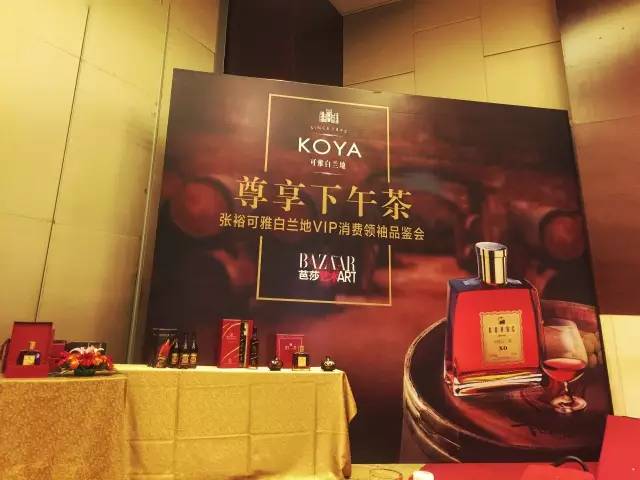 SINCE 1892
KOYA
可雅白兰地
尊享下午茶
张裕可雅白兰地VIP消费领袖品鉴会
BAZAAR
芭莎艺术ART
XO